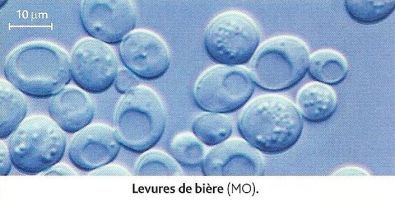 10 µm
Levures de bière (MO).